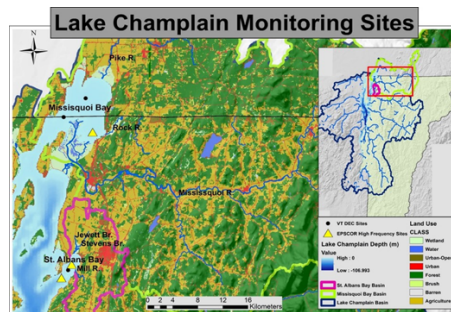 Lake Champlain Monitoring Sites
N
Pike R.
Missisquoi Bay
Rock R.
Missisquoi R.
Jewett Br.
Stevens Br.
St. Albans Bay
Mill R.
0 2 4 8 12 16
Kilometers
VT DEC Sites
EPSCOR High Frequency Sites
Lake Champlain Depth (m)
Value
High : 0
Low : -106.993
St. Albans Bay Basin
Missisquoi Bay Basin
Lake Champlain Basin
Land Use
CLASS
Wetland
Water
Urban-Open
Urban
Forest
Brush
Barren
Agriculture